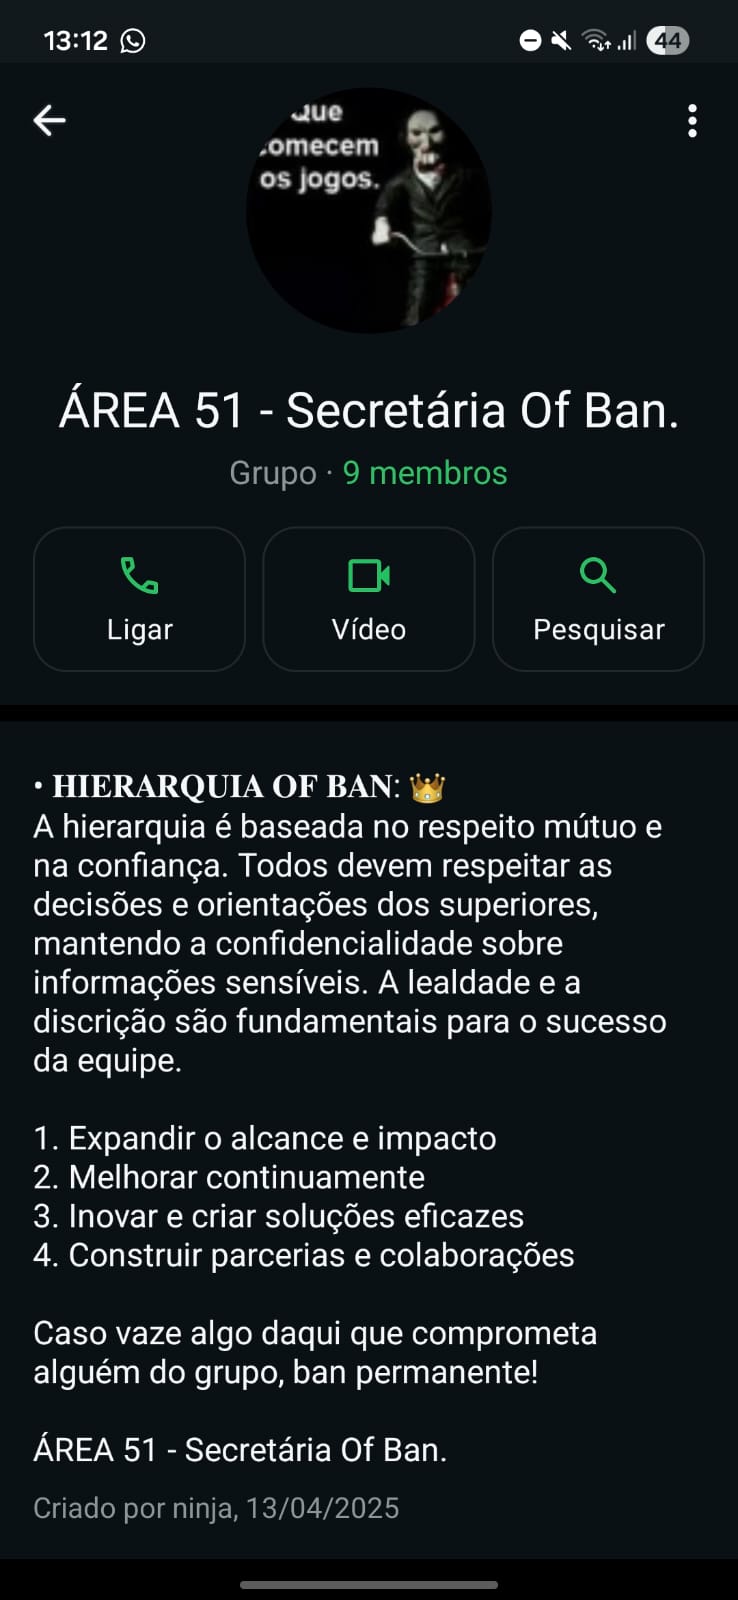 13:12
44
Que
comecem
os jogos.
ÁREA 51 - Secretária Of Ban.
Grupo · 9 membros
Ligar
Vídeo
Pesquisar
• HIERARQUIA OF BAN: 👑
A hierarquia é baseada no respeito mútuo e
na confiança. Todos devem respeitar as
decisões e orientações dos superiores,
mantendo a confidencialidade sobre
informações sensíveis. A lealdade e a
discrição são fundamentais para o sucesso
da equipe.
1. Expandir o alcance e impacto
2. Melhorar continuamente
3. Inovar e criar soluções eficazes
4. Construir parcerias e colaborações
Caso vaze algo daqui que comprometa
alguém do grupo, ban permanente!
ÁREA 51 - Secretária Of Ban.
Criado por ninja, 13/04/2025